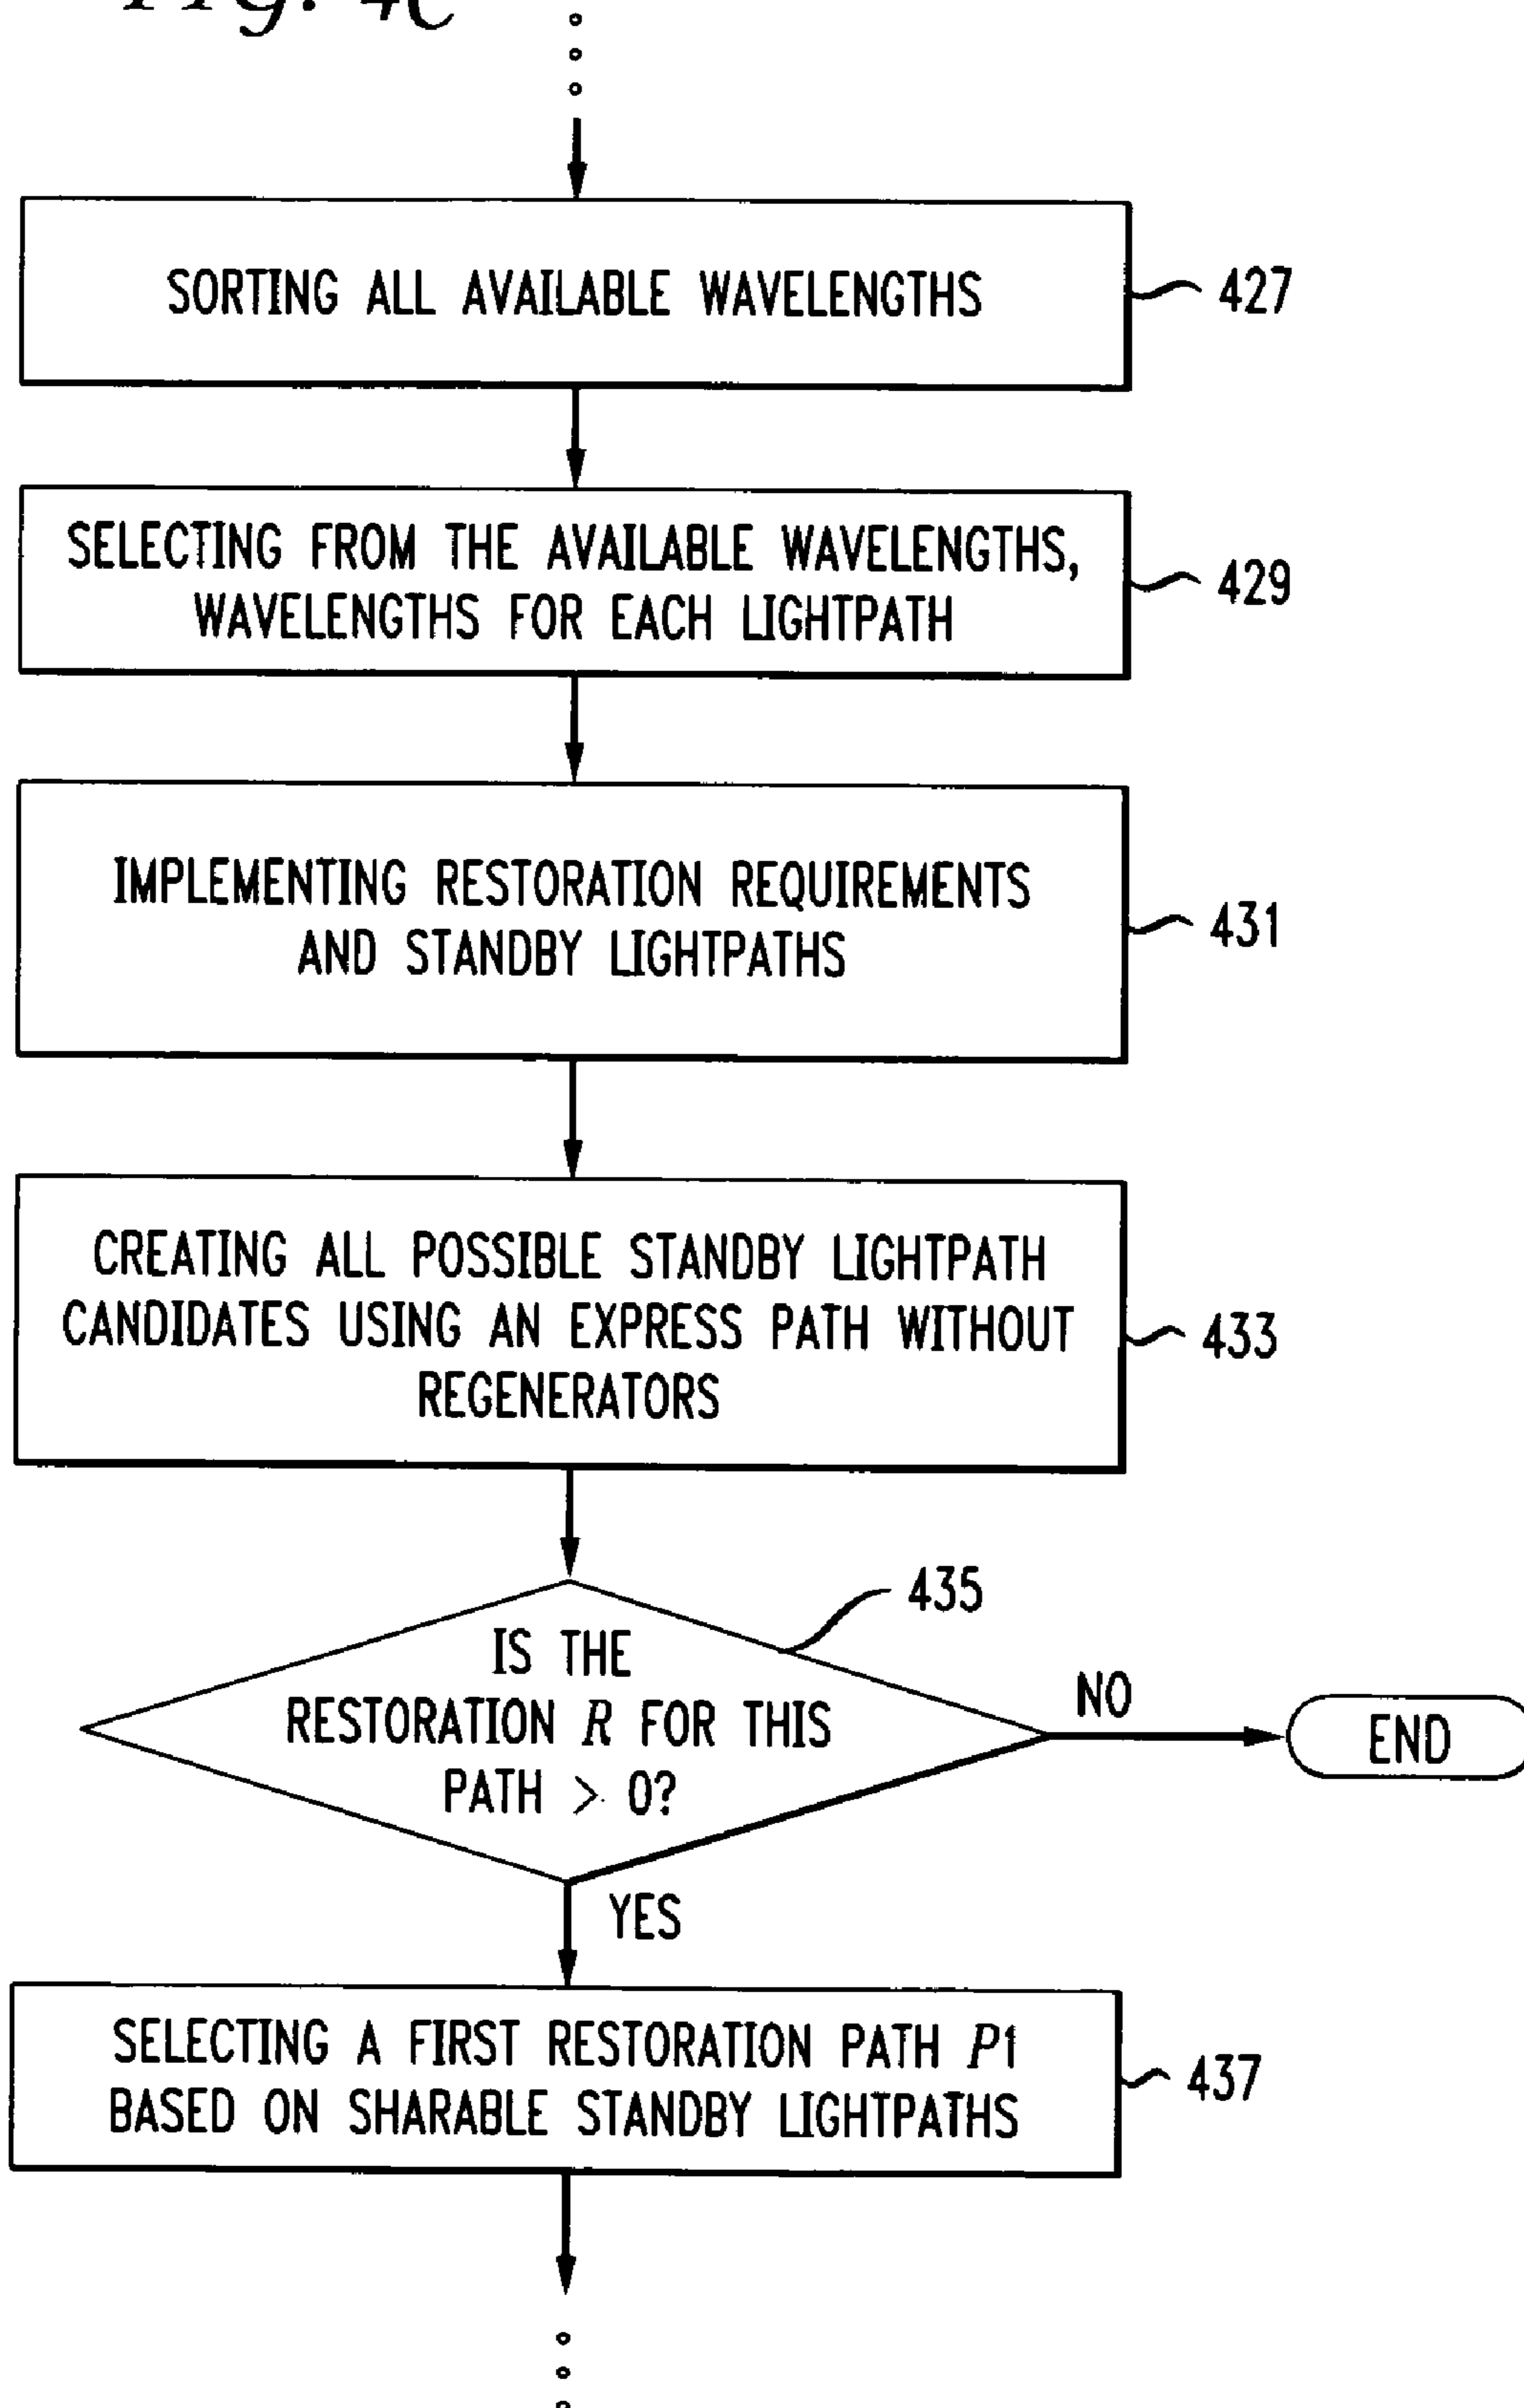 Fig. 4C
SORTING ALL AVAILABLE WAVELENGTHS
427
SELECTING FROM THE AVAILABLE WAVELENGTHS,
WAVELENGTHS FOR EACH LIGHTPATH
429
IMPLEMENTING RESTORATION REQUIREMENTS
AND STANDBY LIGHTPATHS
431
CREATING ALL POSSIBLE STANDBY LIGHTPATH
CANDIDATES USING AN EXPRESS PATH WITHOUT
REGENERATORS
433
435
IS THE
RESTORATION R FOR THIS
PATH > 0?
NO
END
YES
SELECTING A FIRST RESTORATION PATH P1
BASED ON SHARABLE STANDBY LIGHTPATHS
437